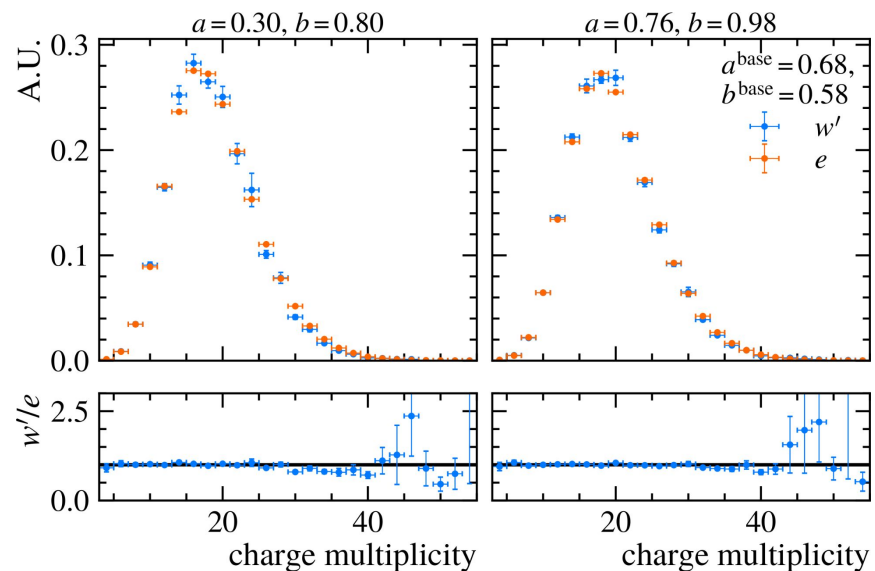 a = 0.30, b = 0.80
a = 0.76, b = 0.98
A.U.
0.3
0.2
0.1
0.0
a^base = 0.68,
b^base = 0.58
w′
e
w′/e
2.5
0.0
20
40
20
40
charge multiplicity
charge multiplicity